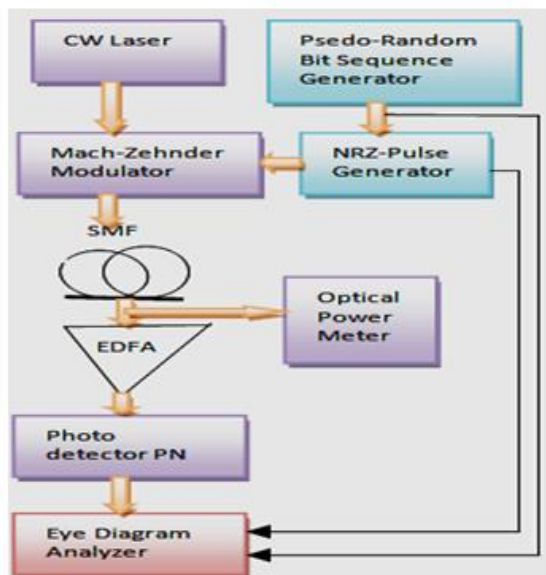 CW Laser
Psedo-Random
Bit Sequence
Generator
Mach-Zehnder
Modulator
NRZ-Pulse
Generator
SMF
Optical
Power
Meter
EDFA
Photo
detector PN
Eye Diagram
Analyzer